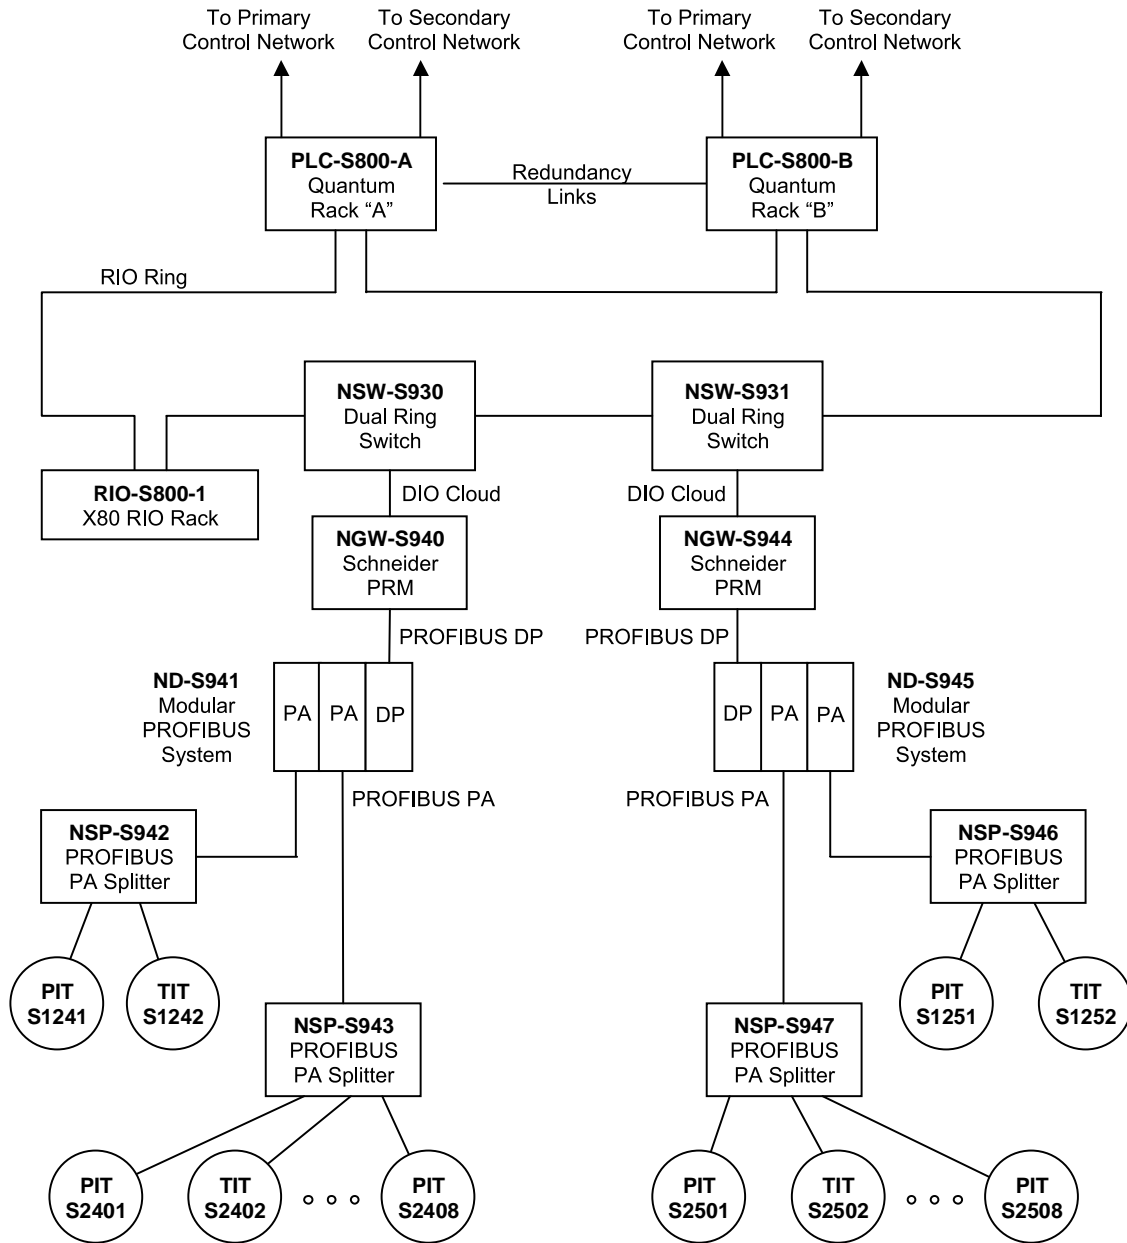 To Primary
Control Network
To Secondary
Control Network
To Primary
Control Network
To Secondary
Control Network
PLC-S800-A
Quantum
Rack “A”
Redundancy
Links
PLC-S800-B
Quantum
Rack “B”
RIO Ring
NSW-S930
Dual Ring
Switch
NSW-S931
Dual Ring
Switch
RIO-S800-1
X80 RIO Rack
DIO Cloud
DIO Cloud
NGW-S940
Schneider
PRM
NGW-S944
Schneider
PRM
PROFIBUS DP
PROFIBUS DP
ND-S941
Modular
PROFIBUS
System
PA
PA
DP
DP
PA
PA
ND-S945
Modular
PROFIBUS
System
PROFIBUS PA
PROFIBUS PA
NSP-S942
PROFIBUS
PA Splitter
NSP-S946
PROFIBUS
PA Splitter
PIT
S1241
TIT
S1242
PIT
S1251
TIT
S1252
NSP-S943
PROFIBUS
PA Splitter
NSP-S947
PROFIBUS
PA Splitter
PIT
S2401
TIT
S2402
PIT
S2408
PIT
S2501
TIT
S2502
PIT
S2508